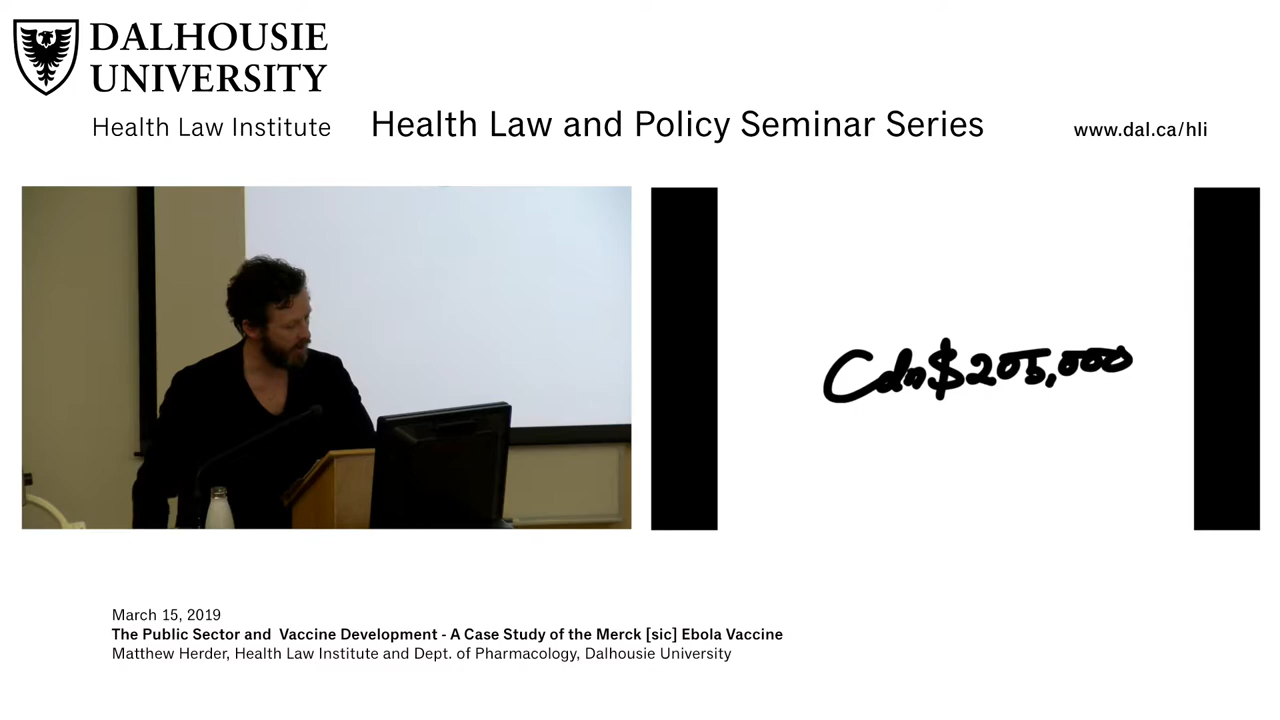 DALHOUSIE
UNIVERSITY
Health Law Institute
Health Law and Policy Seminar Series
www.dal.ca/hli
Cdn$205,000
March 15, 2019
The Public Sector and  Vaccine Development - A Case Study of the Merck [sic] Ebola Vaccine
Matthew Herder, Health Law Institute and Dept. of Pharmacology, Dalhousie University